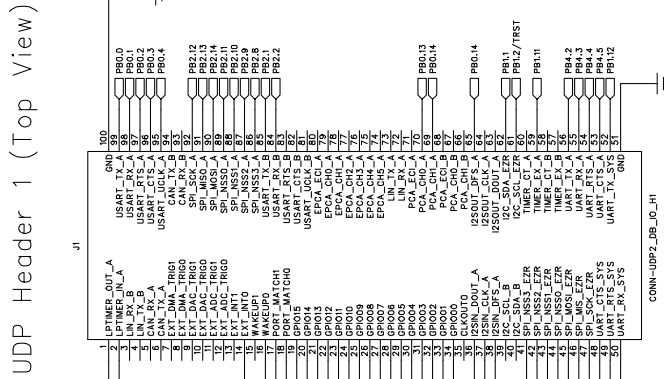 UDP Header 1 (Top View)
PB0.0
PB0.1
PB0.2
PB0.3
PB0.4
PB2.12
PB2.13
PB2.14
PB2.11
PB2.10
PB2.9
PB2.8
PB2.1
PB2.2
PB0.13
PB0.14
PB0.14
PB1.1
PB1.2/TRST
PB1.11
PB4.2
PB4.3
PB4.4
PB4.5
PB1.12
100 99 98 97 96 95 94 93 92 91 90 89 88 87 86 85 84 83 82 81 80 79 78 77 76 75 74 73 72 71 70 69 68 67 66 65 64 63 62 61 60 59 58 57 56 55 54 53 52 51
GND
USART_TX_A
USART_RX_A
USART_RTS_A
USART_CTS_A
USART_UCLK_A
CAN_TX_B
CAN_RX_B
SPI_SCK_A
SPI_MISO_A
SPI_MOSI_A
SPI_NSS0_A
SPI_NSS1_A
SPI_NSS2_A
SPI_NSS3_A
USART_TX_B
USART_RX_B
USART_RTS_B
USART_CTS_B
USART_UCLK_B
EPCA_ECI_A
EPCA_CH0_A
EPCA_CH1_A
EPCA_CH2_A
EPCA_CH3_A
EPCA_CH4_A
EPCA_CH5_A
LIN_TX_A
LIN_RX_A
PCA_ECI_A
PCA_CH0_A
PCA_CH1_A
PCA_ECI_B
PCA_CH0_B
PCA_CH1_B
I2SOUT_DFS_A
I2SOUT_CLK_A
I2SOUT_DOUT_A
I2C_SDA_EZR
I2C_SCL_EZR
TIMER_CT_A
TIMER_EX_A
TIMER_CT_B
TIMER_EX_B
UART_TX_A
UART_RX_A
UART_RTS_A
UART_CTS_A
UART_TX_SYS
GND
J1
CONN-UDP2_DB_IO_H1
LPTIMER_OUT_A
LPTIMER_IN_A
LIN_RX_B
LIN_TX_B
CAN_RX_A
CAN_TX_A
EXT_DMA_TRIG1
EXT_DMA_TRIG0
EXT_DAC_TRIG1
EXT_DAC_TRIG0
EXT_ADC_TRIG1
EXT_ADC_TRIG0
EXT_INT1
EXT_INT0
WAKEUP1
WAKEUP0
PORT_MATCH1
PORT_MATCH0
GPIO15
GPIO14
GPIO13
GPIO12
GPIO11
GPIO10
GPIO09
GPIO08
GPIO07
GPIO06
GPIO05
GPIO04
GPIO03
GPIO02
GPIO01
GPIO00
CLKOUT0
I2SIN_DOUT_A
I2SIN_CLK_A
I2SIN_DFS_A
I2C_SCL_B
I2C_SDA_B
SPI_NSS3_EZR
SPI_NSS2_EZR
SPI_NSS1_EZR
SPI_NSS0_EZR
SPI_MOSI_EZR
SPI_MISO_EZR
SPI_SCK_EZR
UART_CTS_SYS
UART_RTS_SYS
UART_RX_SYS
1 2 3 4 5 6 7 8 9 10 11 12 13 14 15 16 17 18 19 20 21 22 23 24 25 26 27 28 29 30 31 32 33 34 35 36 37 38 39 40 41 42 43 44 45 46 47 48 49 50